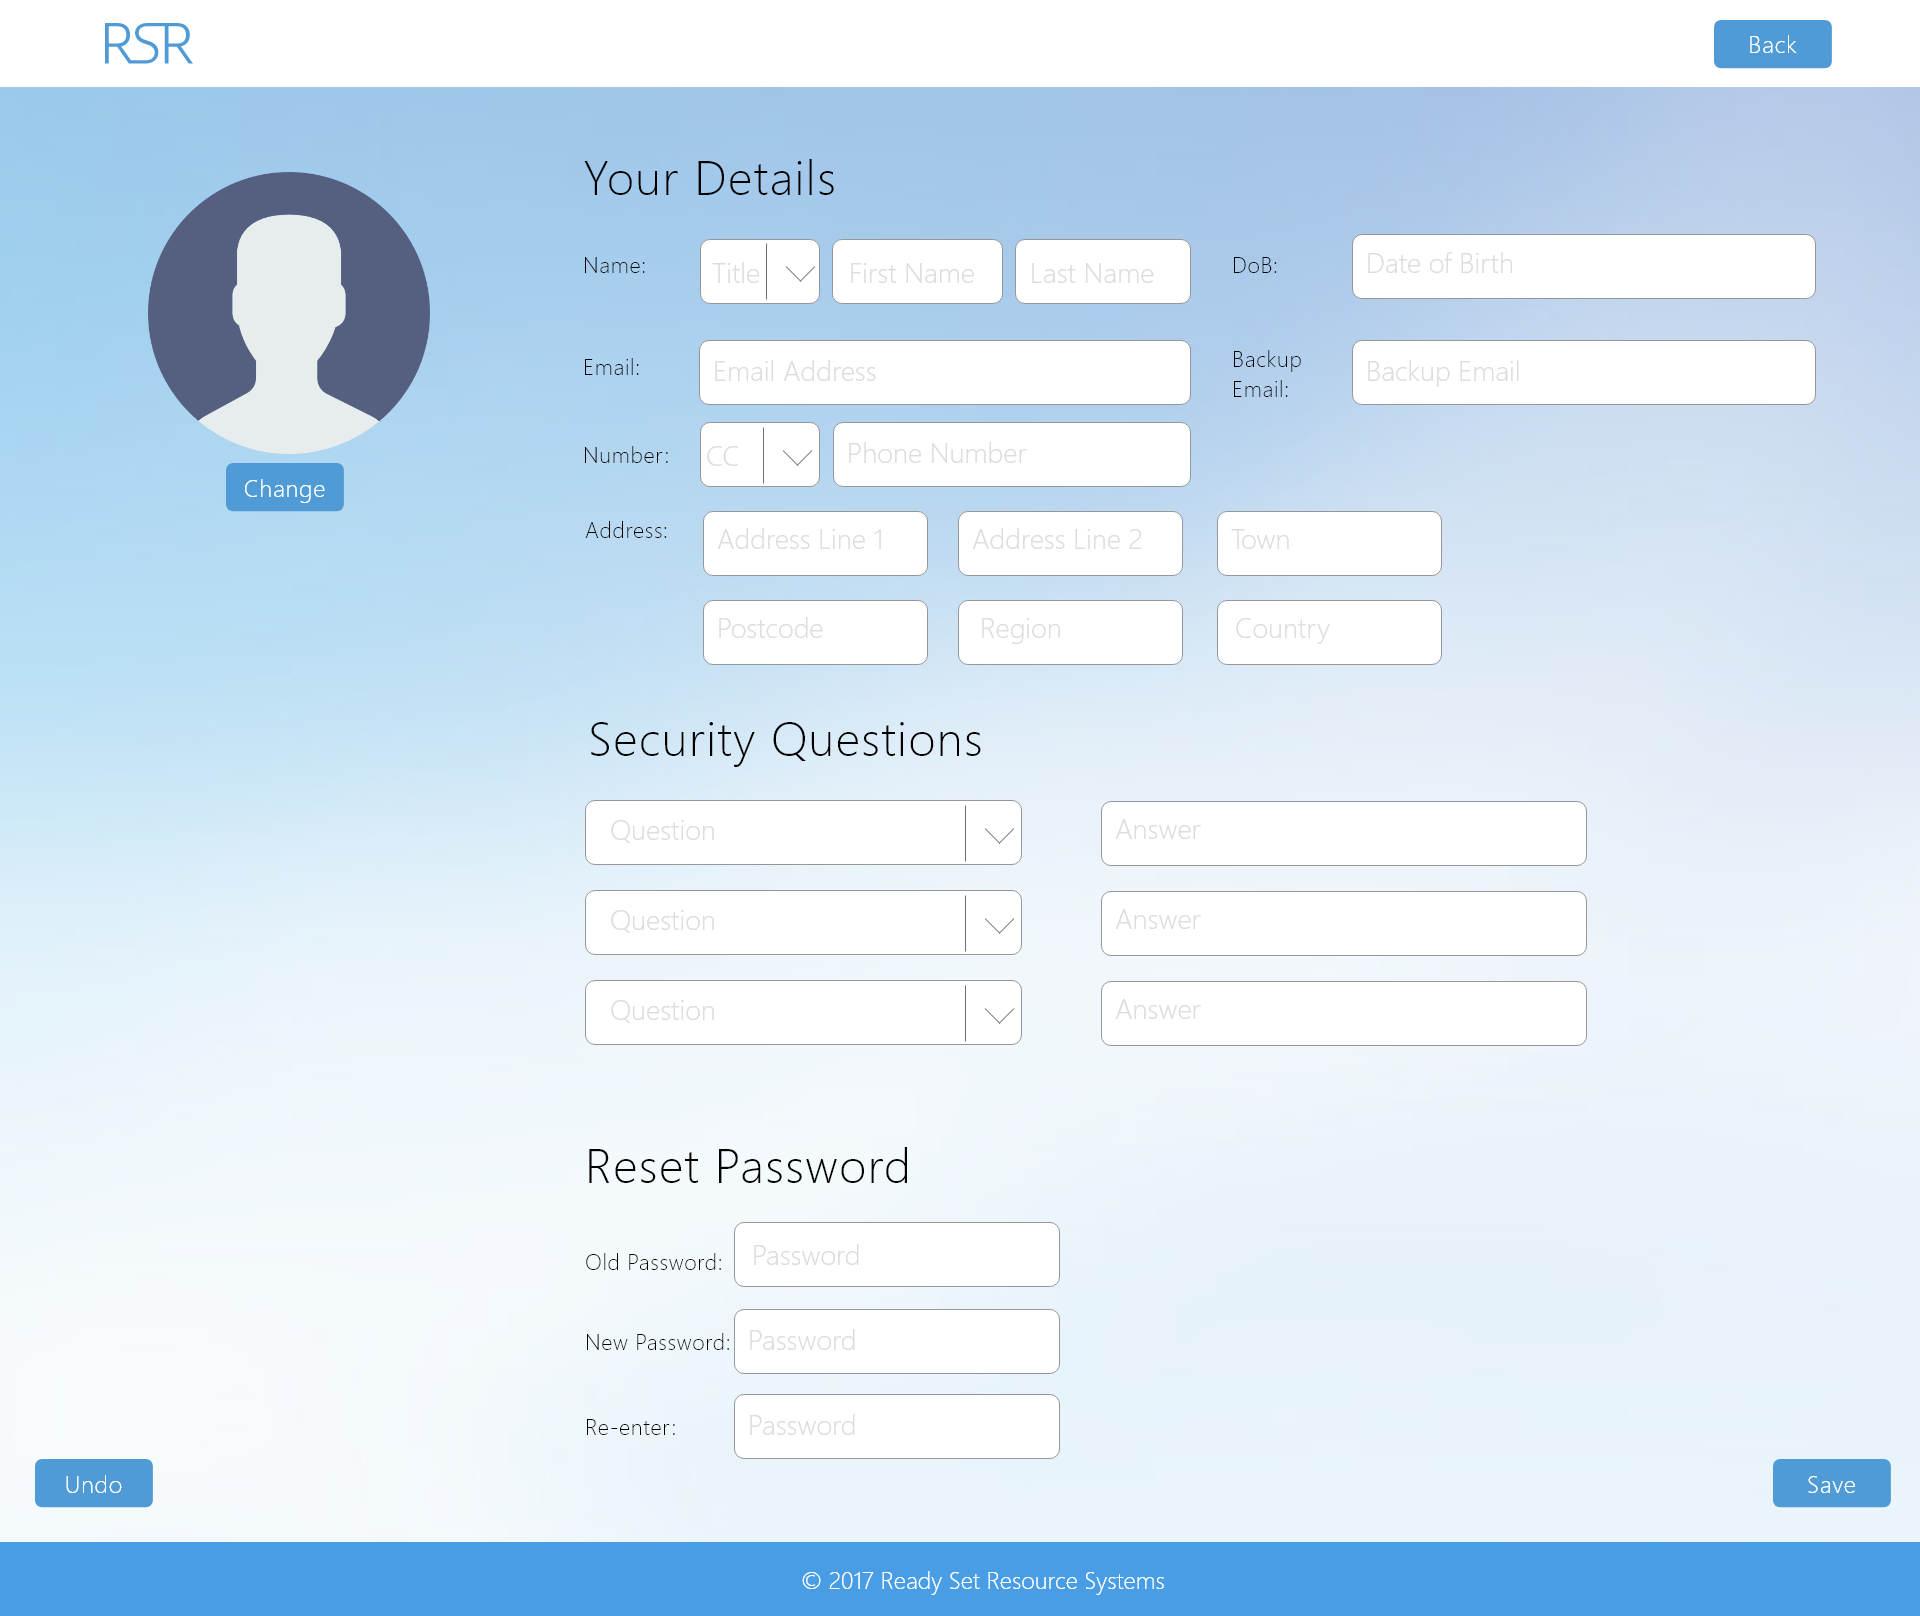 RSR
Back
Your Details
Name:
Title
First Name
Last Name
DoB:
Date of Birth
Email:
Email Address
Backup
Email:
Backup Email
Number:
CC
Phone Number
Change
Address:
Address Line 1
Address Line 2
Town
Postcode
Region
Country
Security Questions
Question
Answer
Question
Answer
Question
Answer
Reset Password
Old Password:
Password
New Password:
Password
Re-enter:
Password
Undo
Save
© 2017 Ready Set Resource Systems